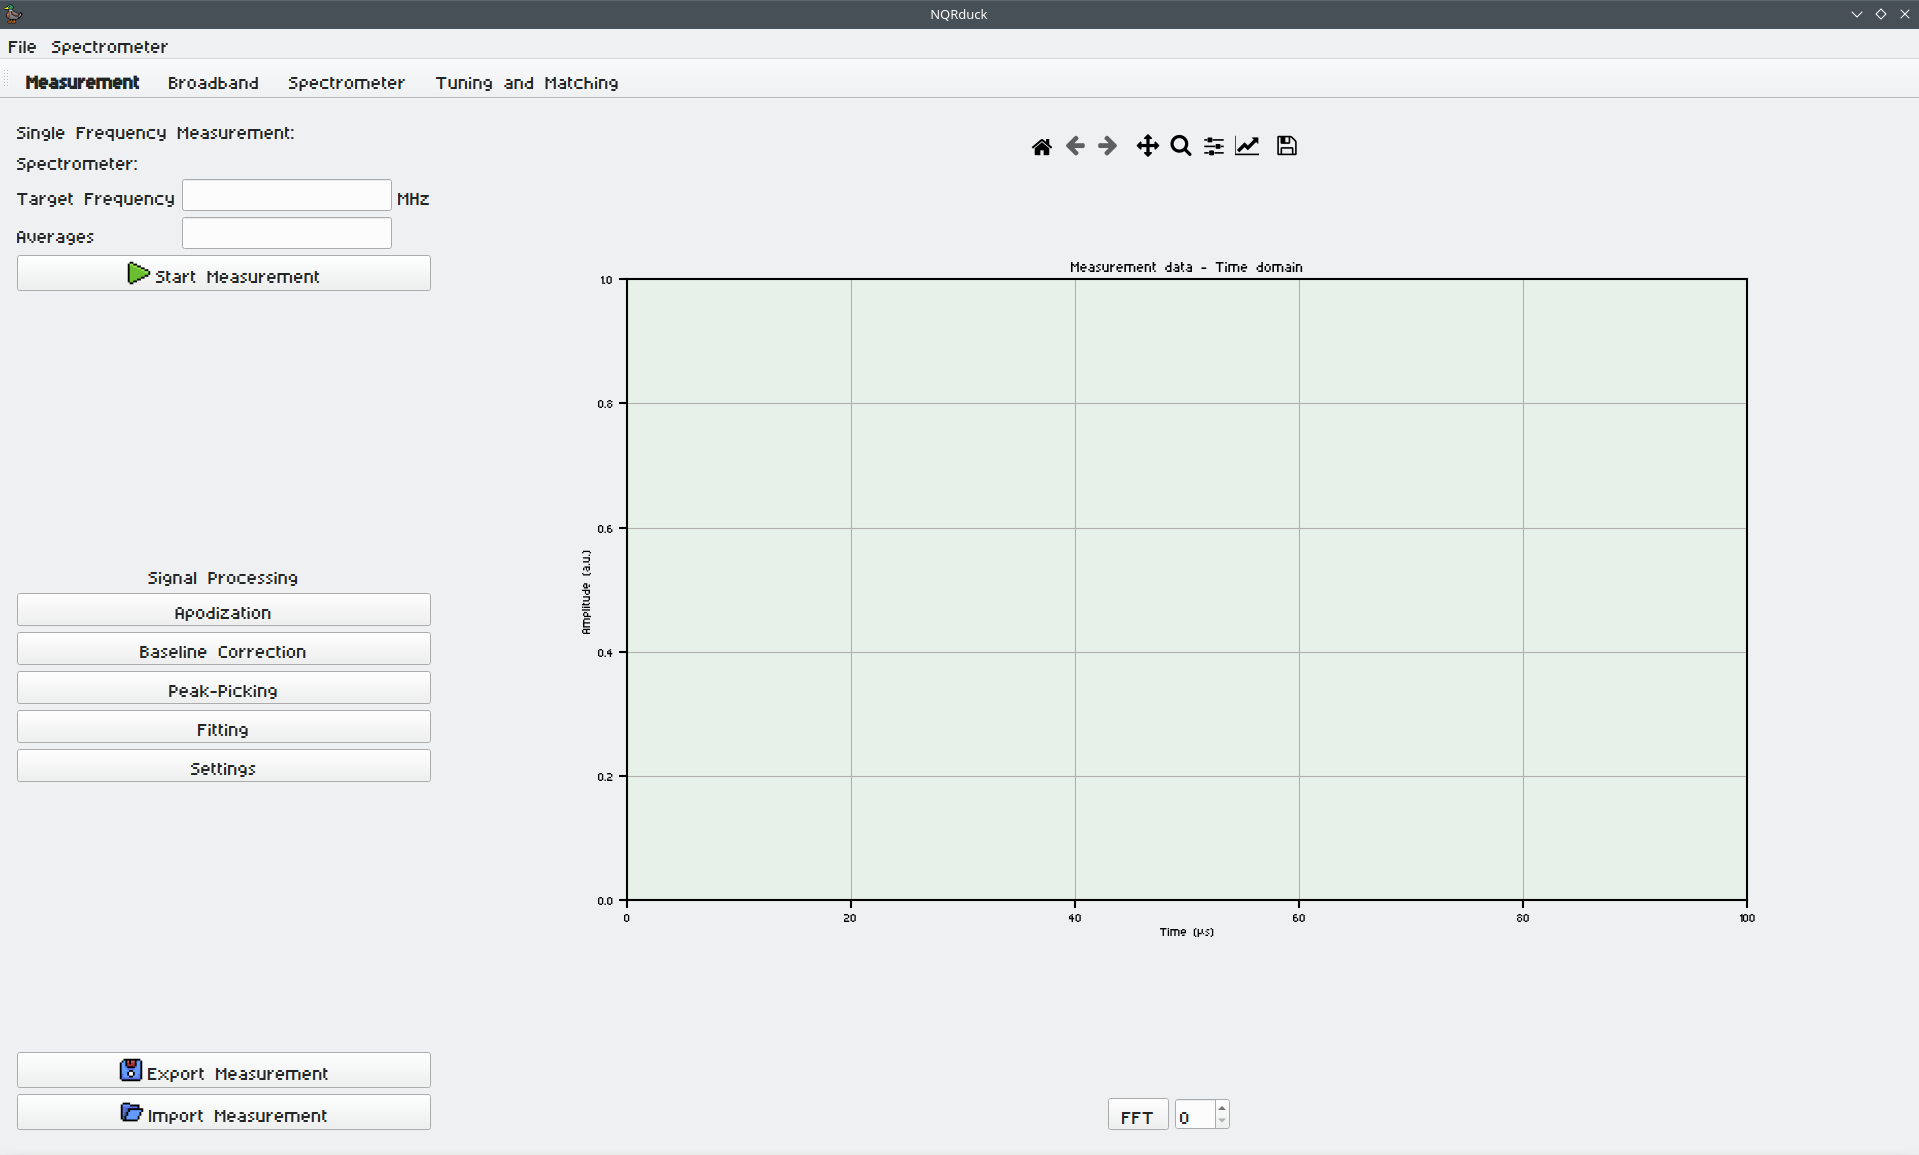 NQRduck
File Spectrometer
Measurement Broadband Spectrometer Tuning and Matching
Single Frequency Measurement:
Spectrometer:
Target Frequency MHz
Averages
Start Measurement
Signal Processing
Apodization
Baseline Correction
Peak-Picking
Fitting
Settings
Export Measurement
Import Measurement
Measurement data - Time domain
1.0
0.8
0.6
0.4
0.2
0.0
Amplitude (a.u.)
0 20 40 60 80 100
Time (µs)
FFT 0